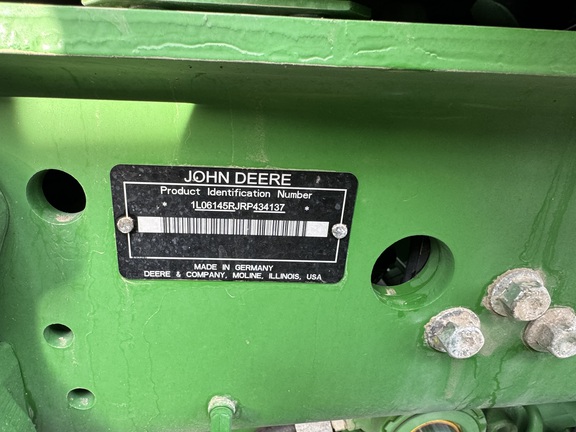 JOHN DEERE
Product Identification Number
* 1L06145RJRP434137 *
MADE IN GERMANY
DEERE & COMPANY, MOLINE, ILLINOIS, USA